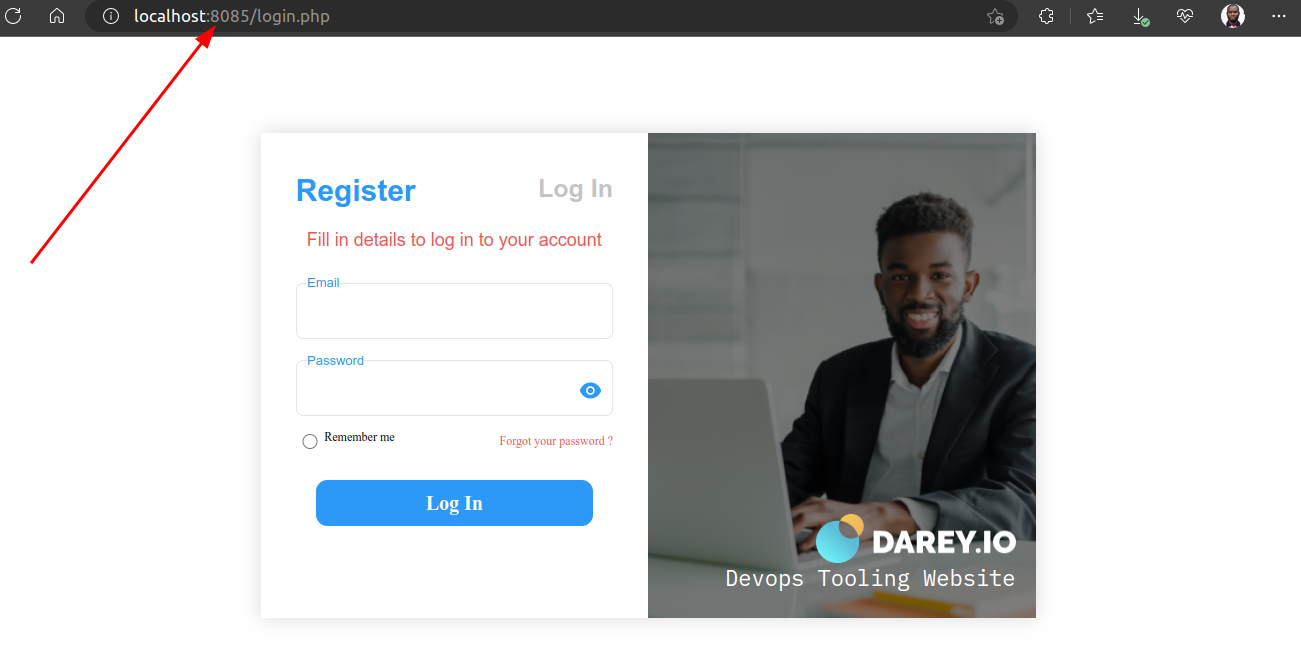 localhost:8085/login.php
Register
Log In
Fill in details to log in to your account
Email
Password
Remember me
Forgot your password ?
Log In
DAREY.IO
Devops Tooling Website